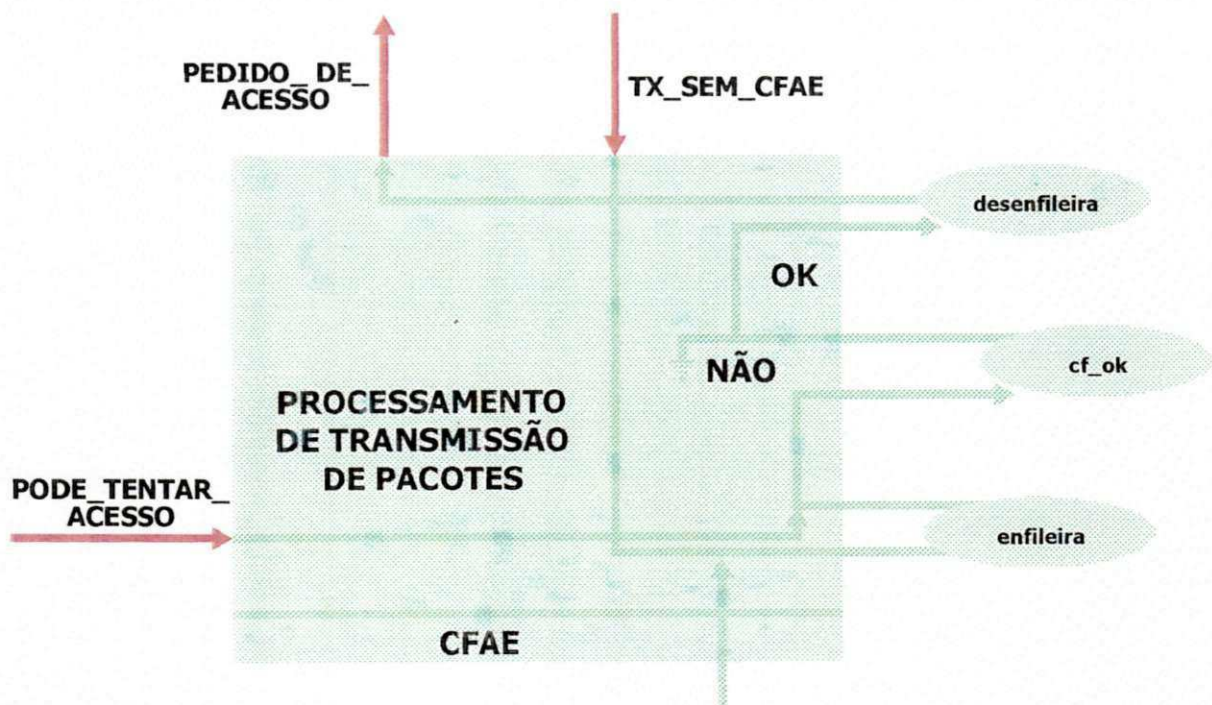 PEDIDO_ DE_
ACESSO
TX_SEM_CFAE
desenfileira
OK
NÃO
cf_ok
PROCESSAMENTO
DE TRANSMISSÃO
DE PACOTES
PODE_TENTAR_
ACESSO
enfileira
CFAE